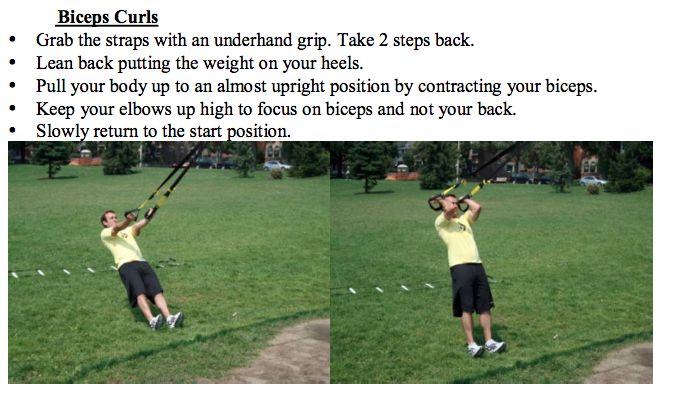 Biceps Curls
• Grab the straps with an underhand grip. Take 2 steps back.
• Lean back putting the weight on your heels.
• Pull your body up to an almost upright position by contracting your biceps.
• Keep your elbows up high to focus on biceps and not your back.
• Slowly return to the start position.